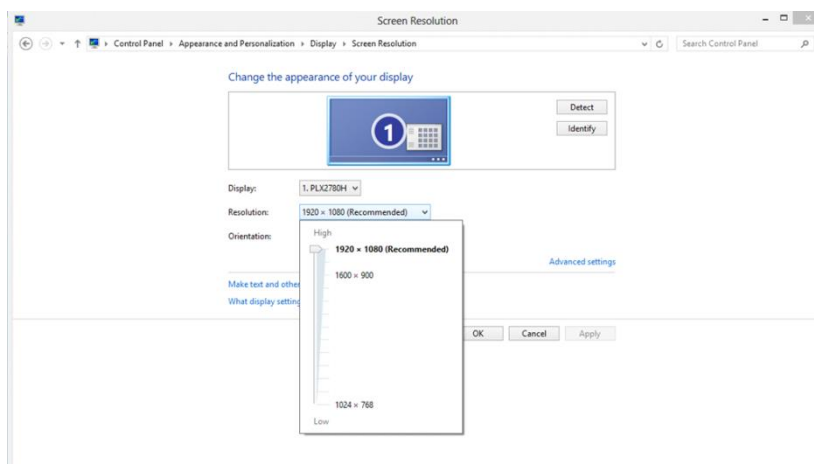 Screen Resolution
Control Panel › Appearance and Personalization › Display › Screen Resolution
Search Control Panel
Change the appearance of your display
1
Detect
Identify
Display: 1. PLX2780H
Resolution: 1920 × 1080 (Recommended)
Orientation:
High
1920 × 1080 (Recommended)
1600 × 900
Advanced settings
Make text and other
What display setting
OK Cancel Apply
1024 × 768
Low